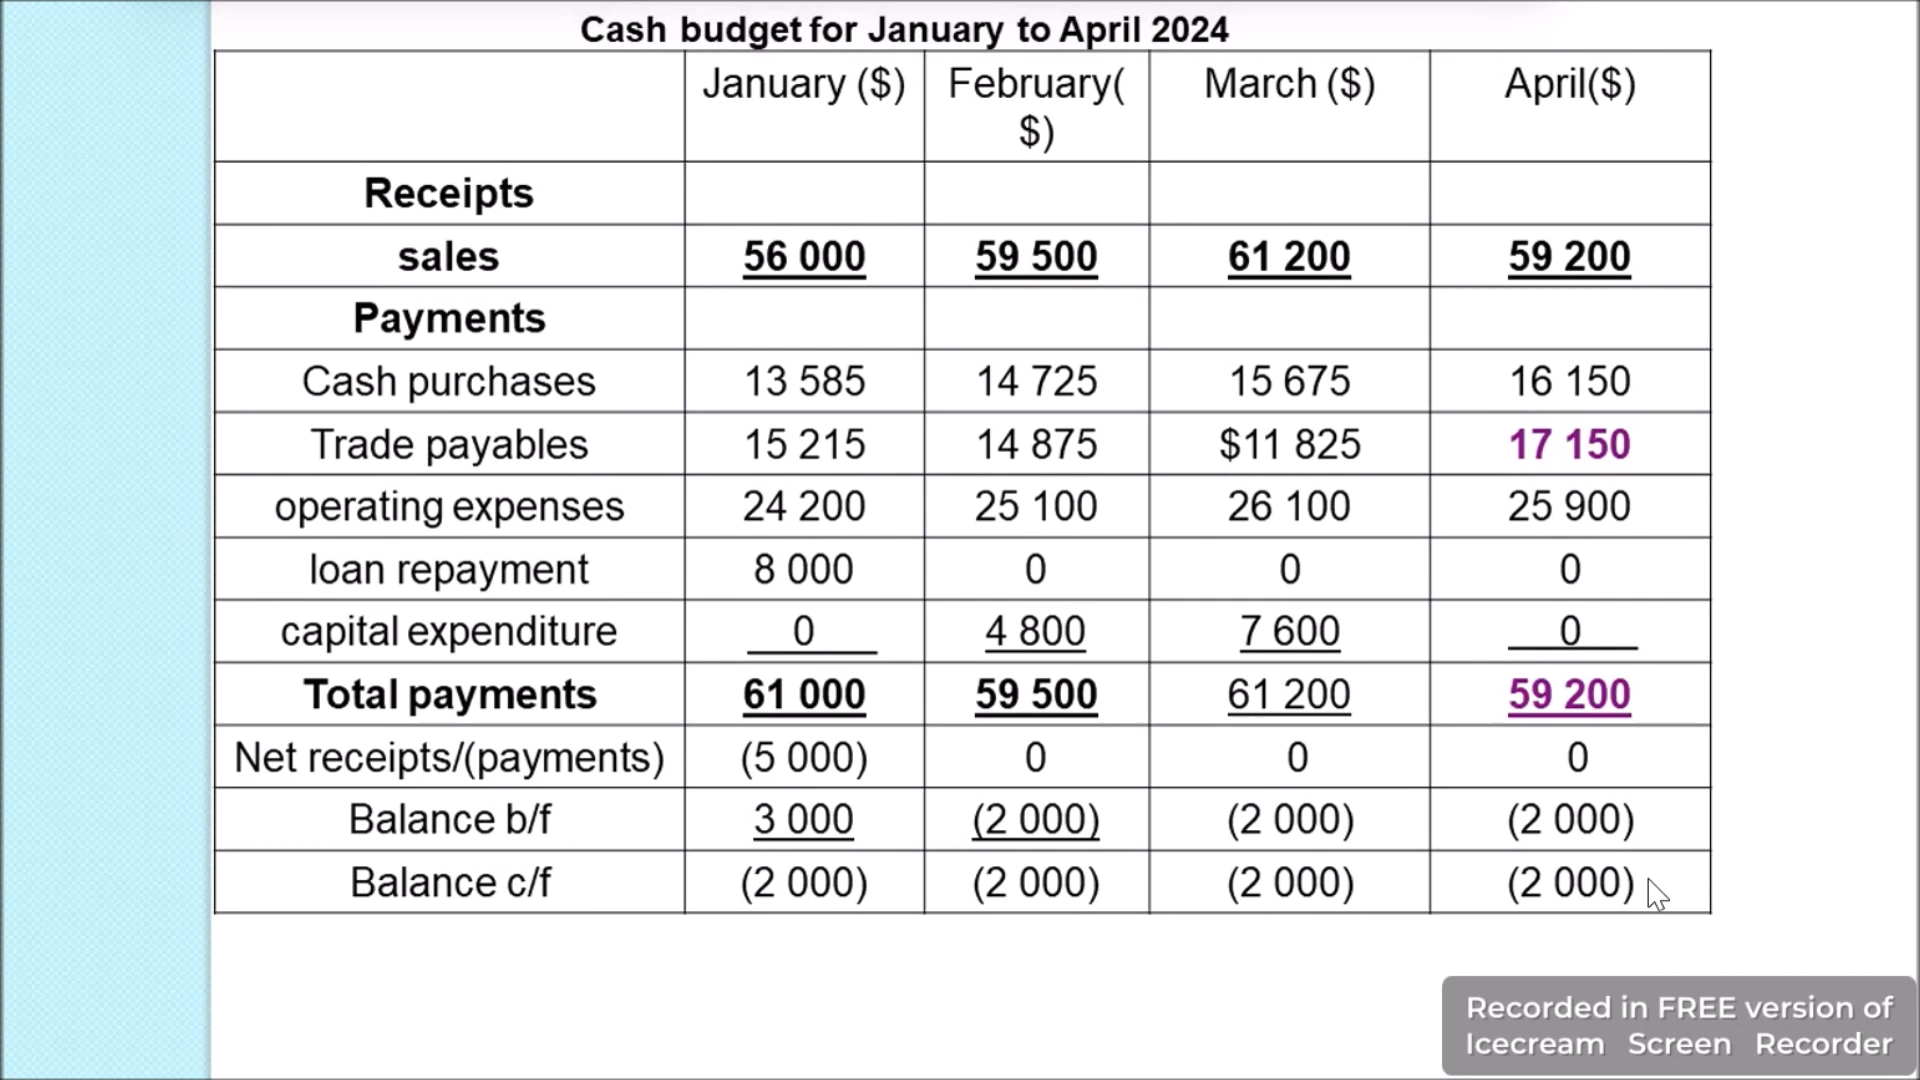 Cash budget for January to April 2024
January ($) February( $) March ($) April($)
Receipts
sales 56 000 59 500 61 200 59 200
Payments
Cash purchases 13 585 14 725 15 675 16 150
Trade payables 15 215 14 875 $11 825 17 150
operating expenses 24 200 25 100 26 100 25 900
loan repayment 8 000 0 0 0
capital expenditure 0 4 800 7 600 0
Total payments 61 000 59 500 61 200 59 200
Net receipts/(payments) (5 000) 0 0 0
Balance b/f 3 000 (2 000) (2 000) (2 000)
Balance c/f (2 000) (2 000) (2 000) (2 000)
Recorded in FREE version of
Icecream Screen Recorder